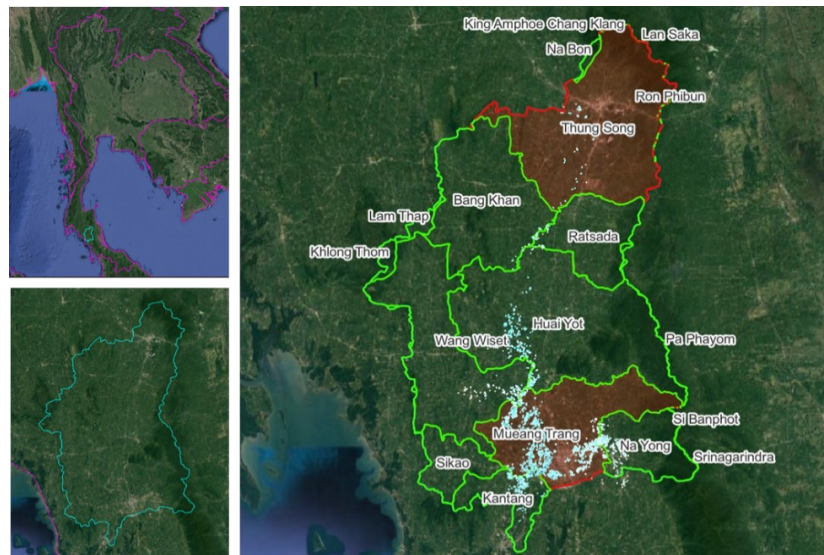 King Amphoe Chang Klang
Lan Saka
Na Bon
Ron Phibun
Thung Song
Bang Khan
Lam Thap
Ratsada
Khlong Thom
Huai Yot
Wang Wiset
Pa Phayom
Si Banphot
Mueang Trang
Na Yong
Srinagarindra
Sikao
Kantang